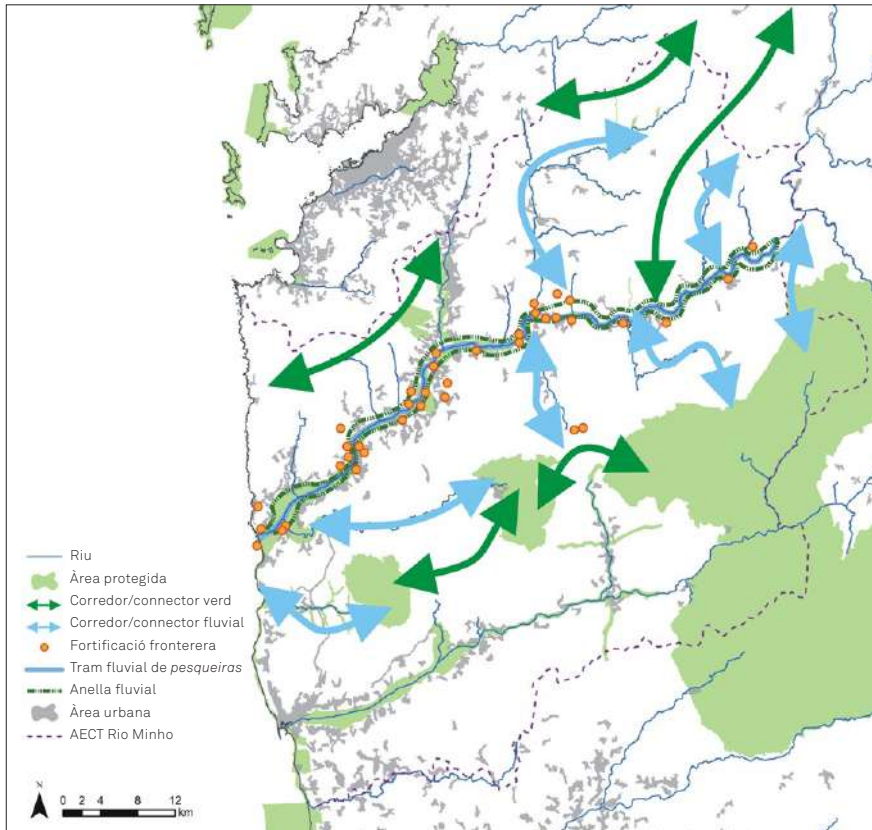 Riu
Àrea protegida
Corredor/connector verd
Corredor/connector fluvial
Fortificació fronterera
Tram fluvial de pesqueiras
Anella fluvial
Àrea urbana
AECT Rio Minho
N
0 2 4 8 12
km